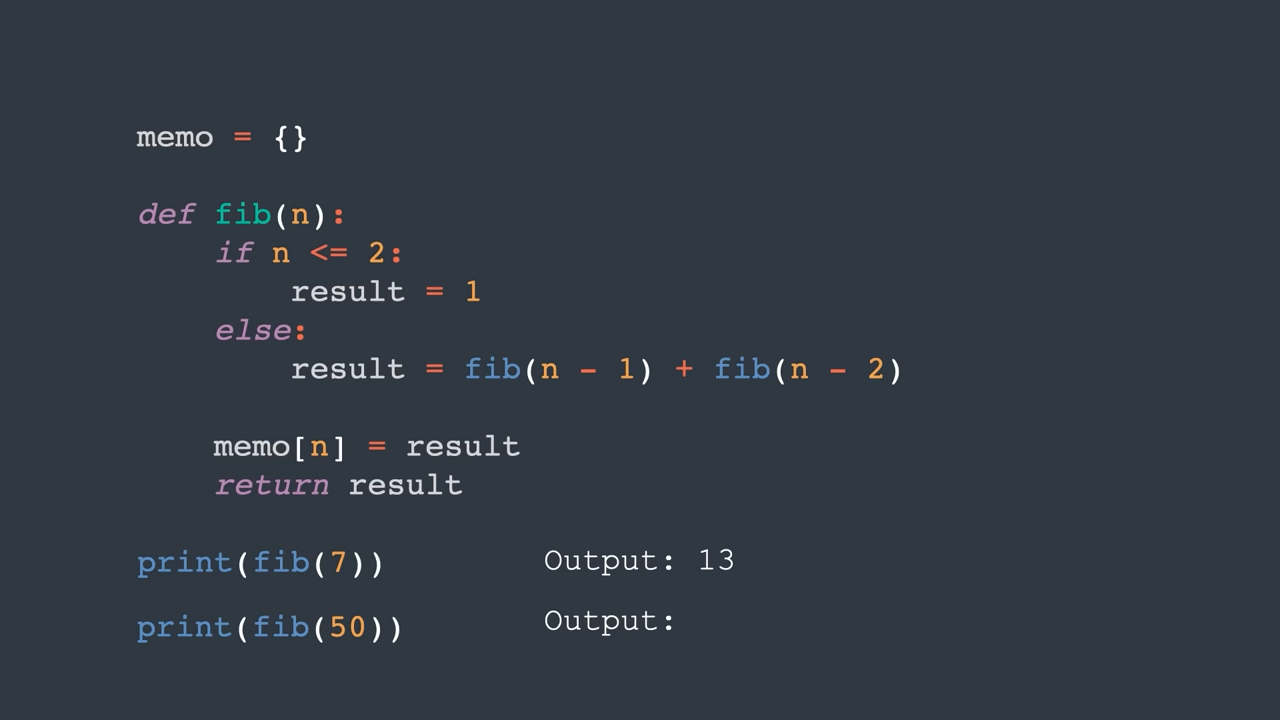 memo = {}
def fib(n):
    if n <= 2:
        result = 1
    else:
        result = fib(n - 1) + fib(n - 2)
    memo[n] = result
    return result
print(fib(7))    Output: 13
print(fib(50))    Output: